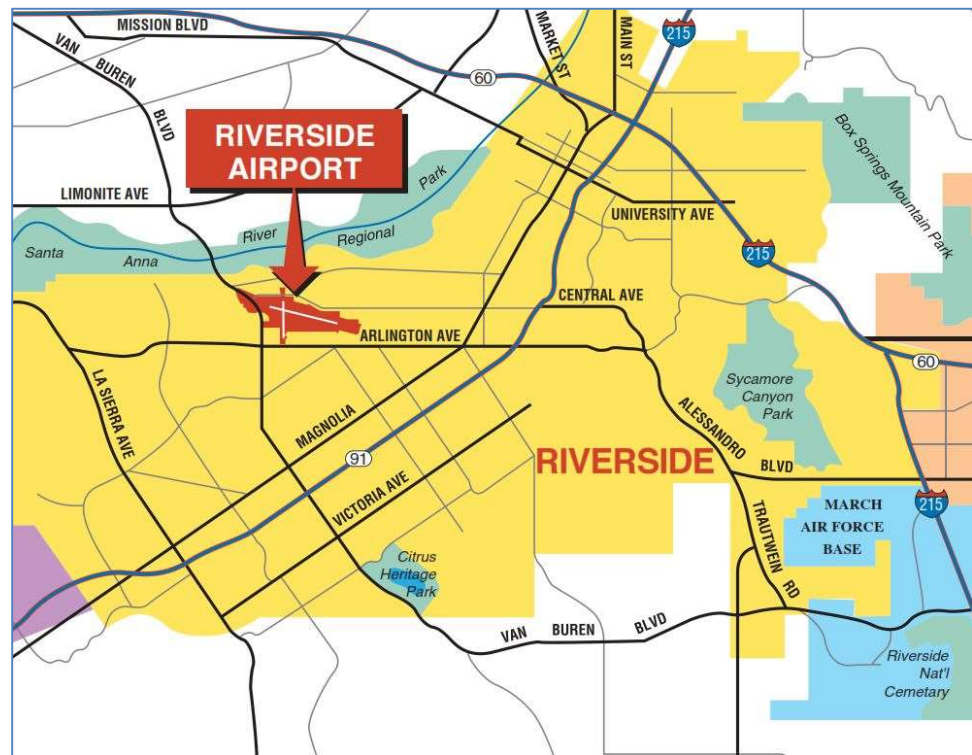 MISSION BLVD
VAN
BUREN
BLVD
MARKET ST
MAIN ST
215
60
RIVERSIDE
AIRPORT
Box Springs Mountain Park
LIMONITE AVE
Santa
Anna
River
Regional
Park
UNIVERSITY AVE
215
CENTRAL AVE
ARLINGTON AVE
60
LA SIERRA AVE
MAGNOLIA
Sycamore
Canyon
Park
ALESSANDRO
BLVD
91
VICTORIA AVE
RIVERSIDE
215
MARCH
AIR FORCE
BASE
TRAUTWEIN RD
Citrus
Heritage
Park
VAN BUREN BLVD
Riverside
Nat'l
Cemetary